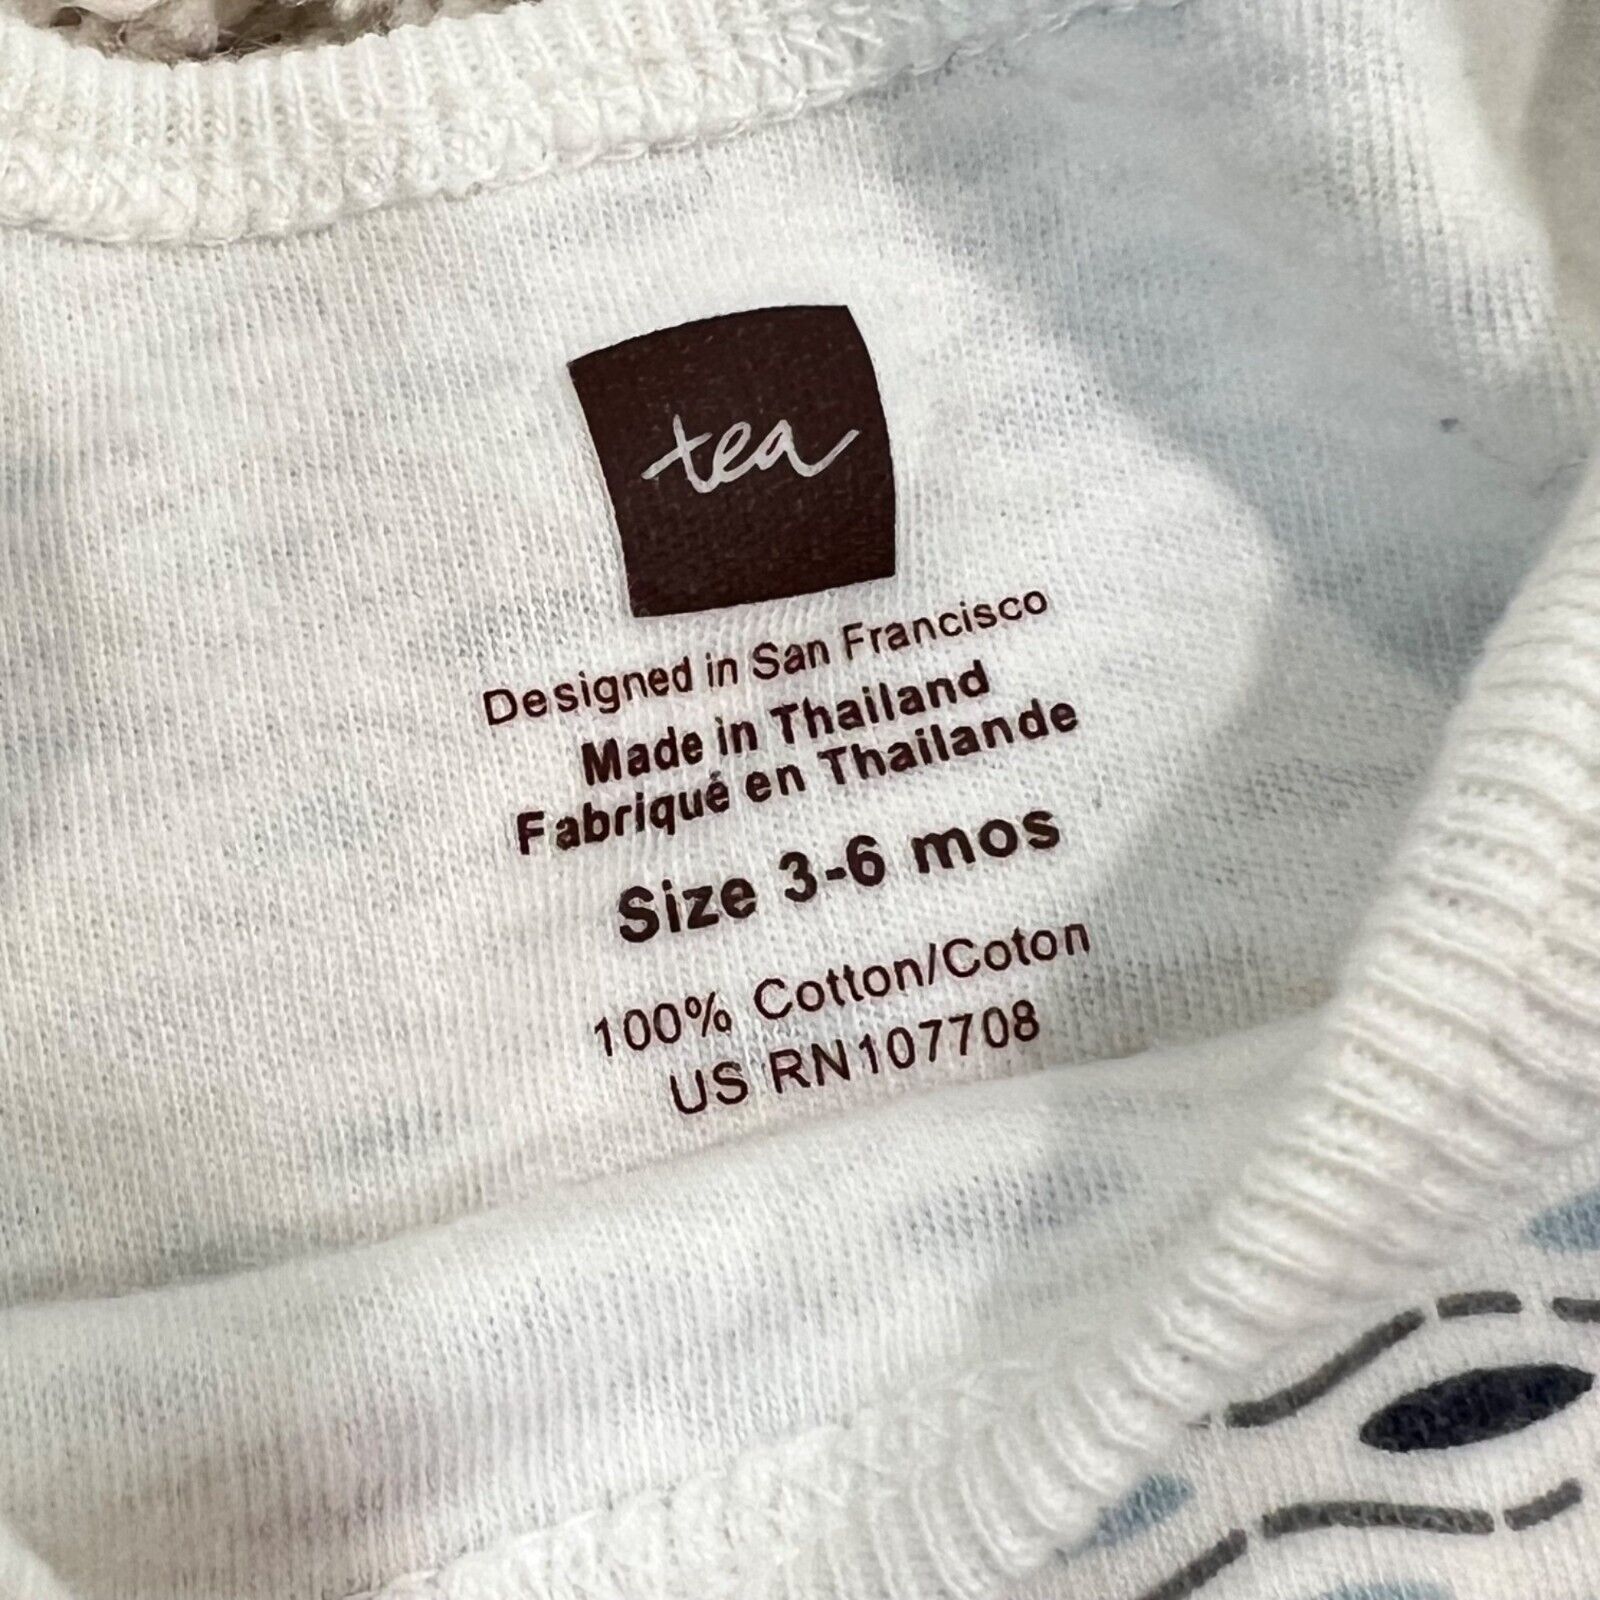 tea
Designed in San Francisco
Made in Thailand
Fabriqué en Thailande
Size 3-6 mos
100% Cotton/Coton
US RN107708